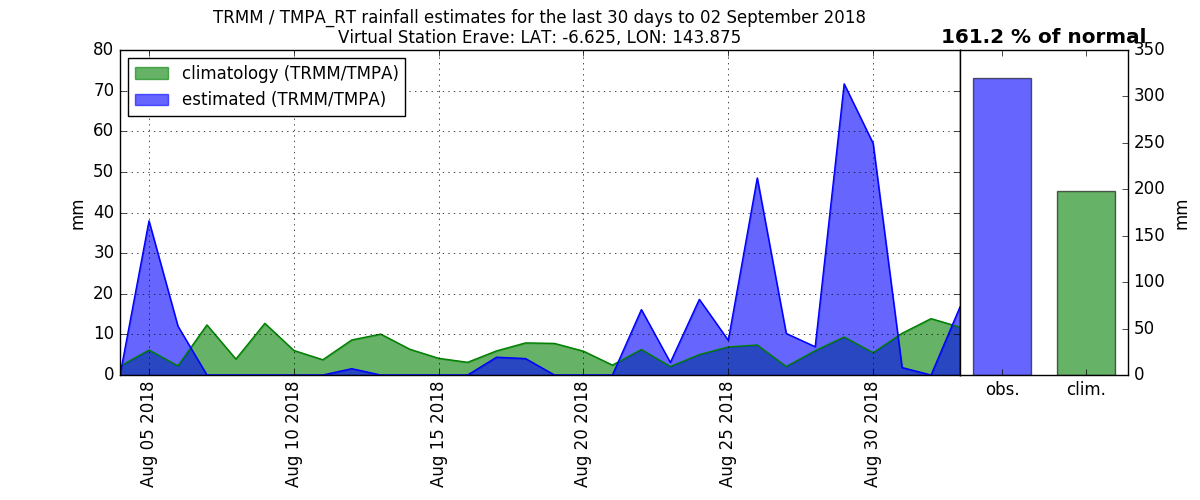 TRMM / TMPA_RT rainfall estimates for the last 30 days to 02 September 2018
Virtual Station Erave: LAT: -6.625, LON: 143.875
161.2 % of normal
climatology (TRMM/TMPA)
estimated (TRMM/TMPA)
mm
80
70
60
50
40
30
20
10
0
Aug 05 2018
Aug 10 2018
Aug 15 2018
Aug 20 2018
Aug 25 2018
Aug 30 2018
obs.
clim.
350
300
250
200
150
100
50
0
mm